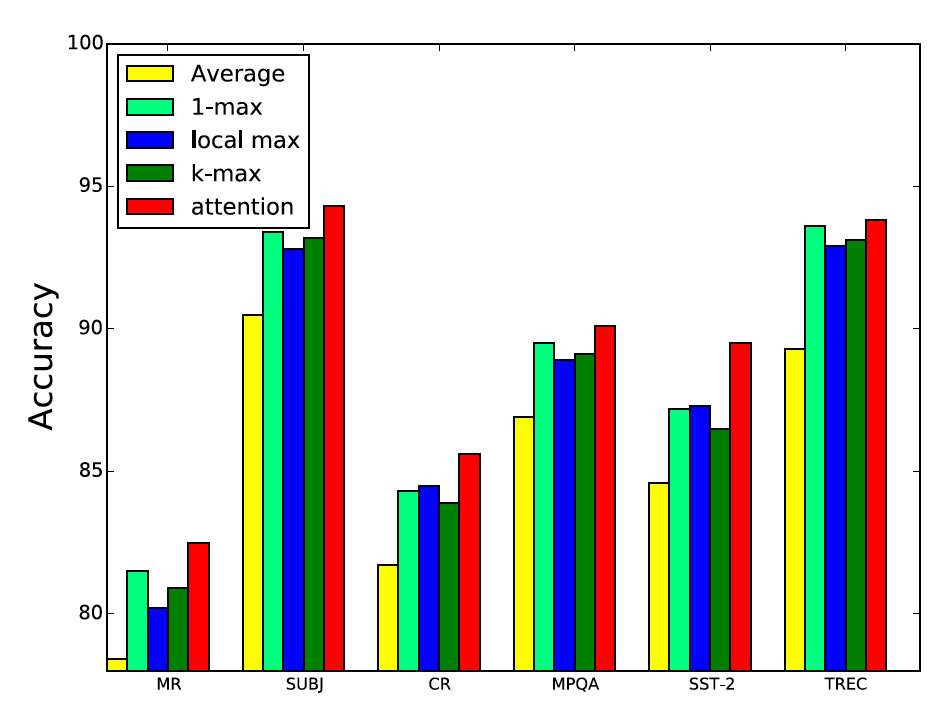 100
95
90
85
80
Accuracy
Average
1-max
local max
k-max
attention
MR SUBJ CR MPQA SST-2 TREC